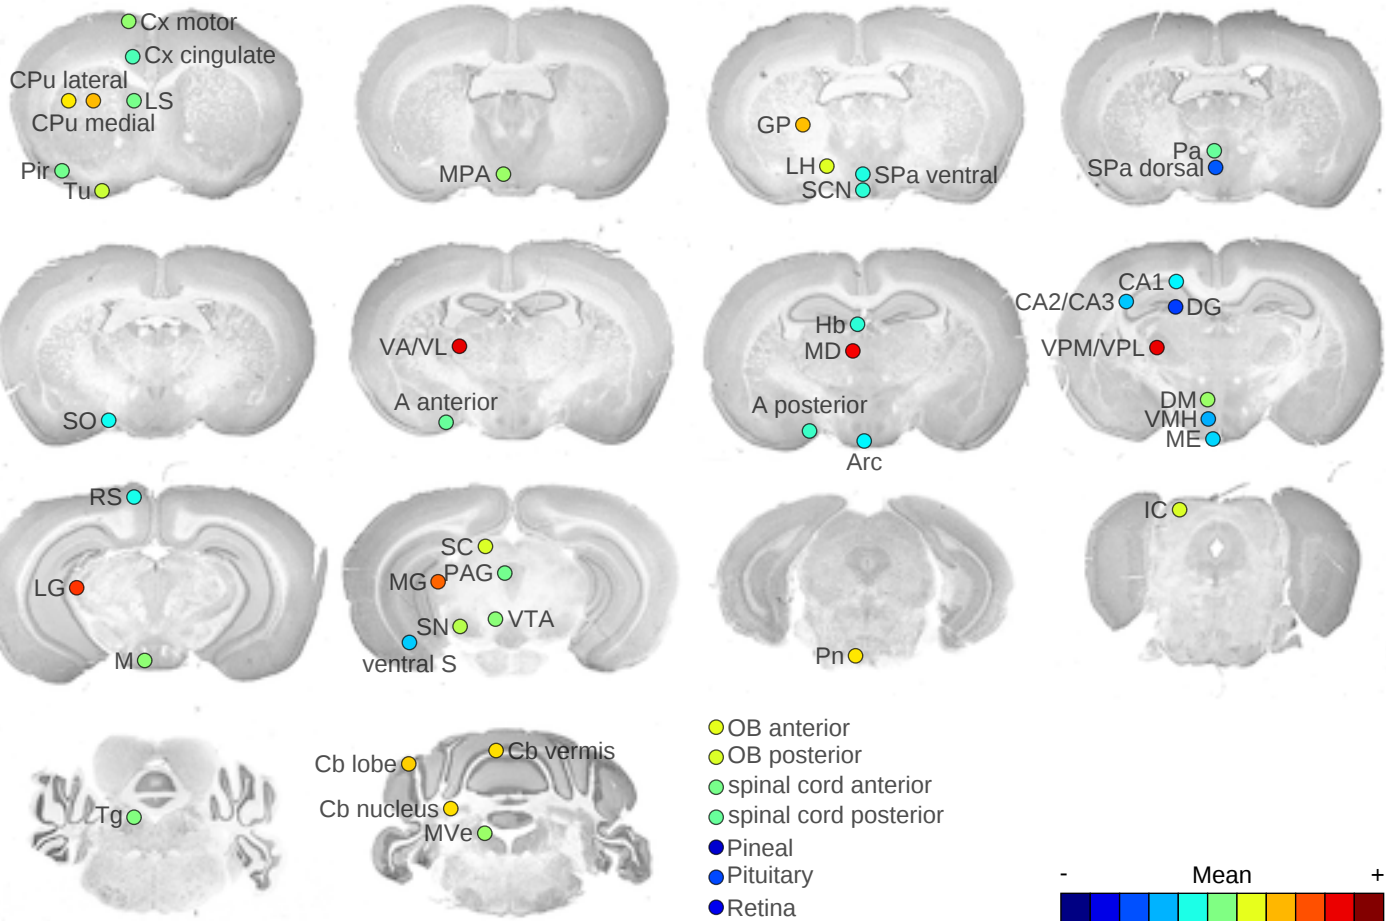 Cx motor
Cx cingulate
CPu lateral
LS
CPu medial
Pir
Tu
MPA
GP
LH
SPa ventral
SCN
Pa
SPa dorsal
SO
VA/VL
A anterior
Hb
MD
A posterior
Arc
CA1
CA2/CA3
DG
VPM/VPL
DM
VMH
ME
RS
LG
M
SC
MG
PAG
SN
VTA
ventral S
Pn
IC
Tg
Cb lobe
Cb vermis
Cb nucleus
MVe
OB anterior
OB posterior
spinal cord anterior
spinal cord posterior
Pineal
Pituitary
Retina
- Mean +